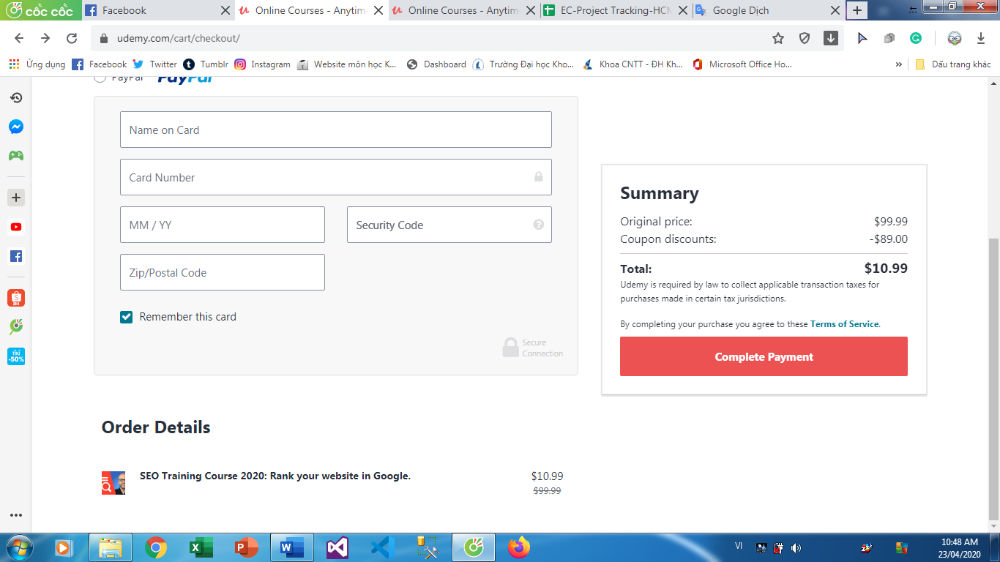 cốc cốc
Facebook
Online Courses - Anytim
Online Courses - Anytim
EC-Project Tracking-HCM
Google Dịch
udemy.com/cart/checkout/
Ứng dụng
Facebook
Twitter
Tumblr
Instagram
Website môn học K...
Dashboard
Trường Đại học Kho...
Khoa CNTT - ĐH Kh...
Microsoft Office Ho...
»
Dấu trang khác
PayPal PayPal
Name on Card
Card Number
MM / YY
Security Code
Zip/Postal Code
Remember this card
Secure
Connection
Summary
Original price: $99.99
Coupon discounts: -$89.00
Total: $10.99
Udemy is required by law to collect applicable transaction taxes for
purchases made in certain tax jurisdictions.
By completing your purchase you agree to these Terms of Service.
Complete Payment
Order Details
SEO Training Course 2020: Rank your website in Google. $10.99
$99.99
TIKI
-50%
VI
10:48 AM
23/04/2020